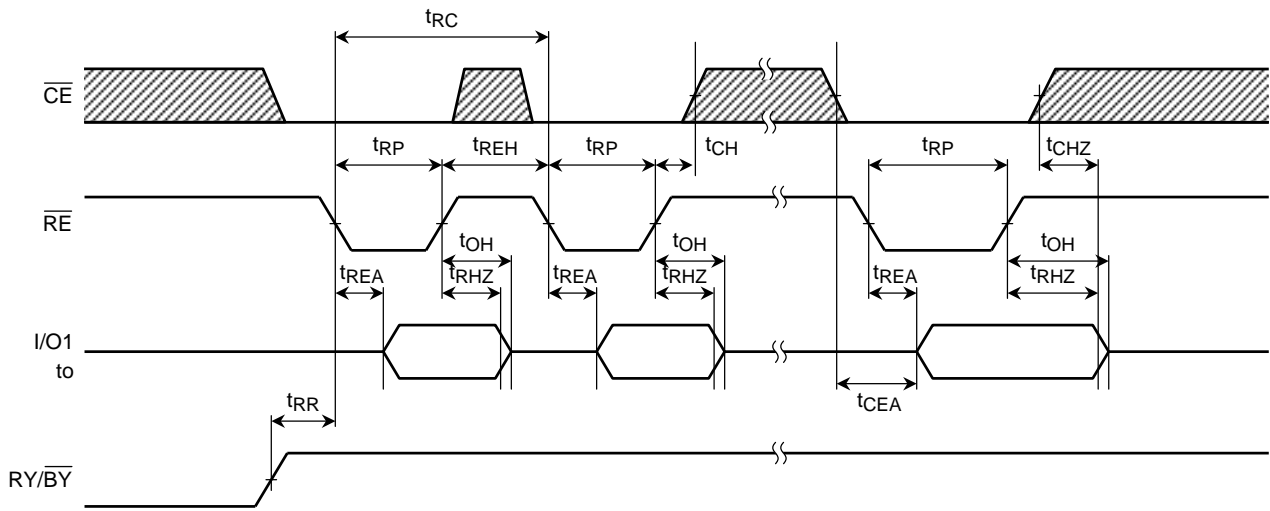 tRC
CE
tRP tREH tRP tCH tRP tCHZ
RE
tOH tOH tOH
tREA tRHZ tREA tRHZ tREA tRHZ
I/O1
to
tRR tCEA
RY/BY